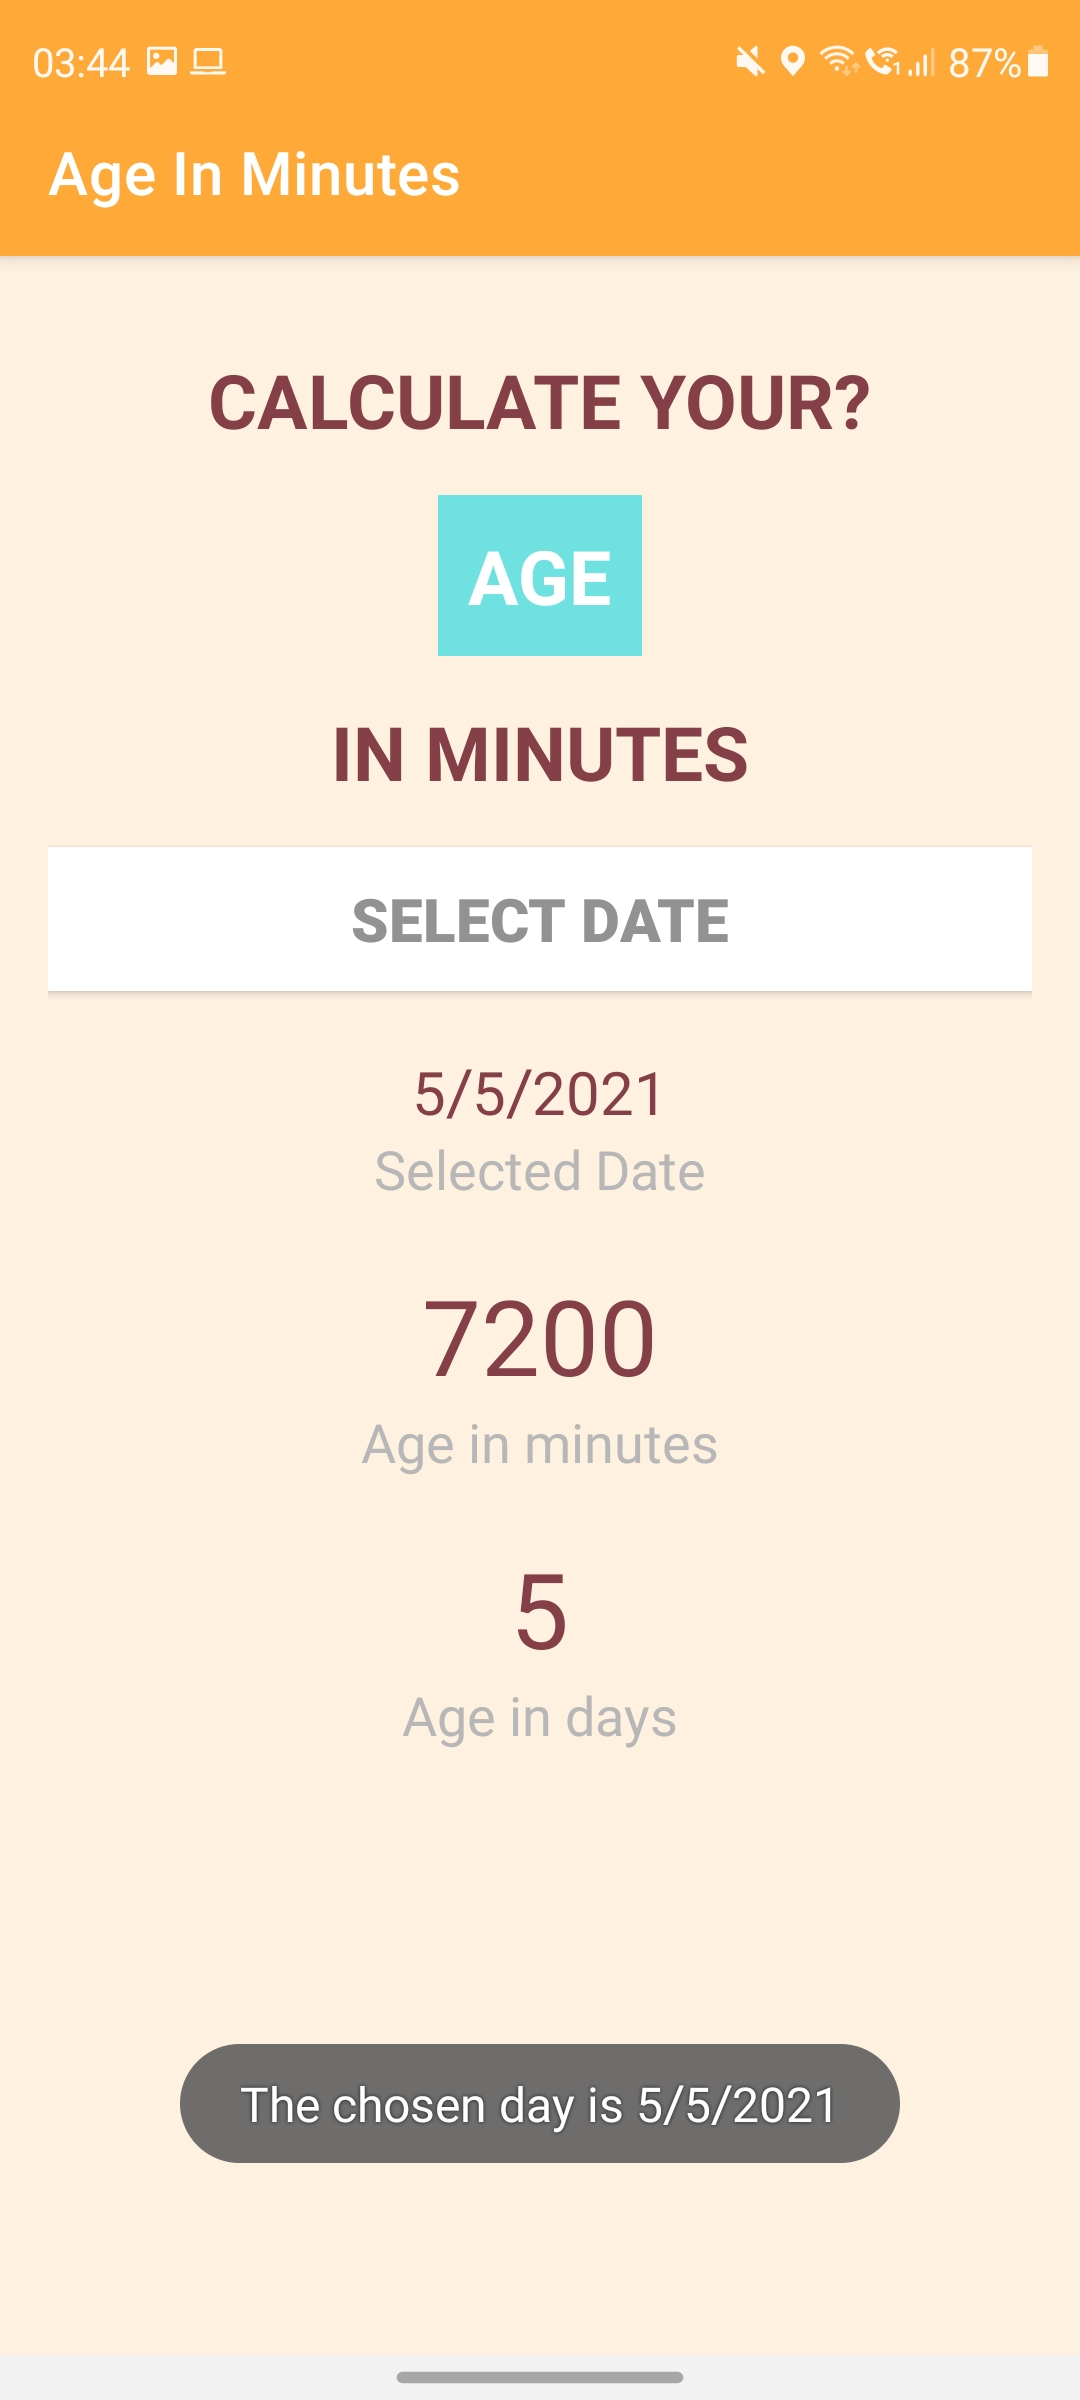 03:44
87%
Age In Minutes
CALCULATE YOUR?
AGE
IN MINUTES
SELECT DATE
5/5/2021
Selected Date
7200
Age in minutes
5
Age in days
The chosen day is 5/5/2021